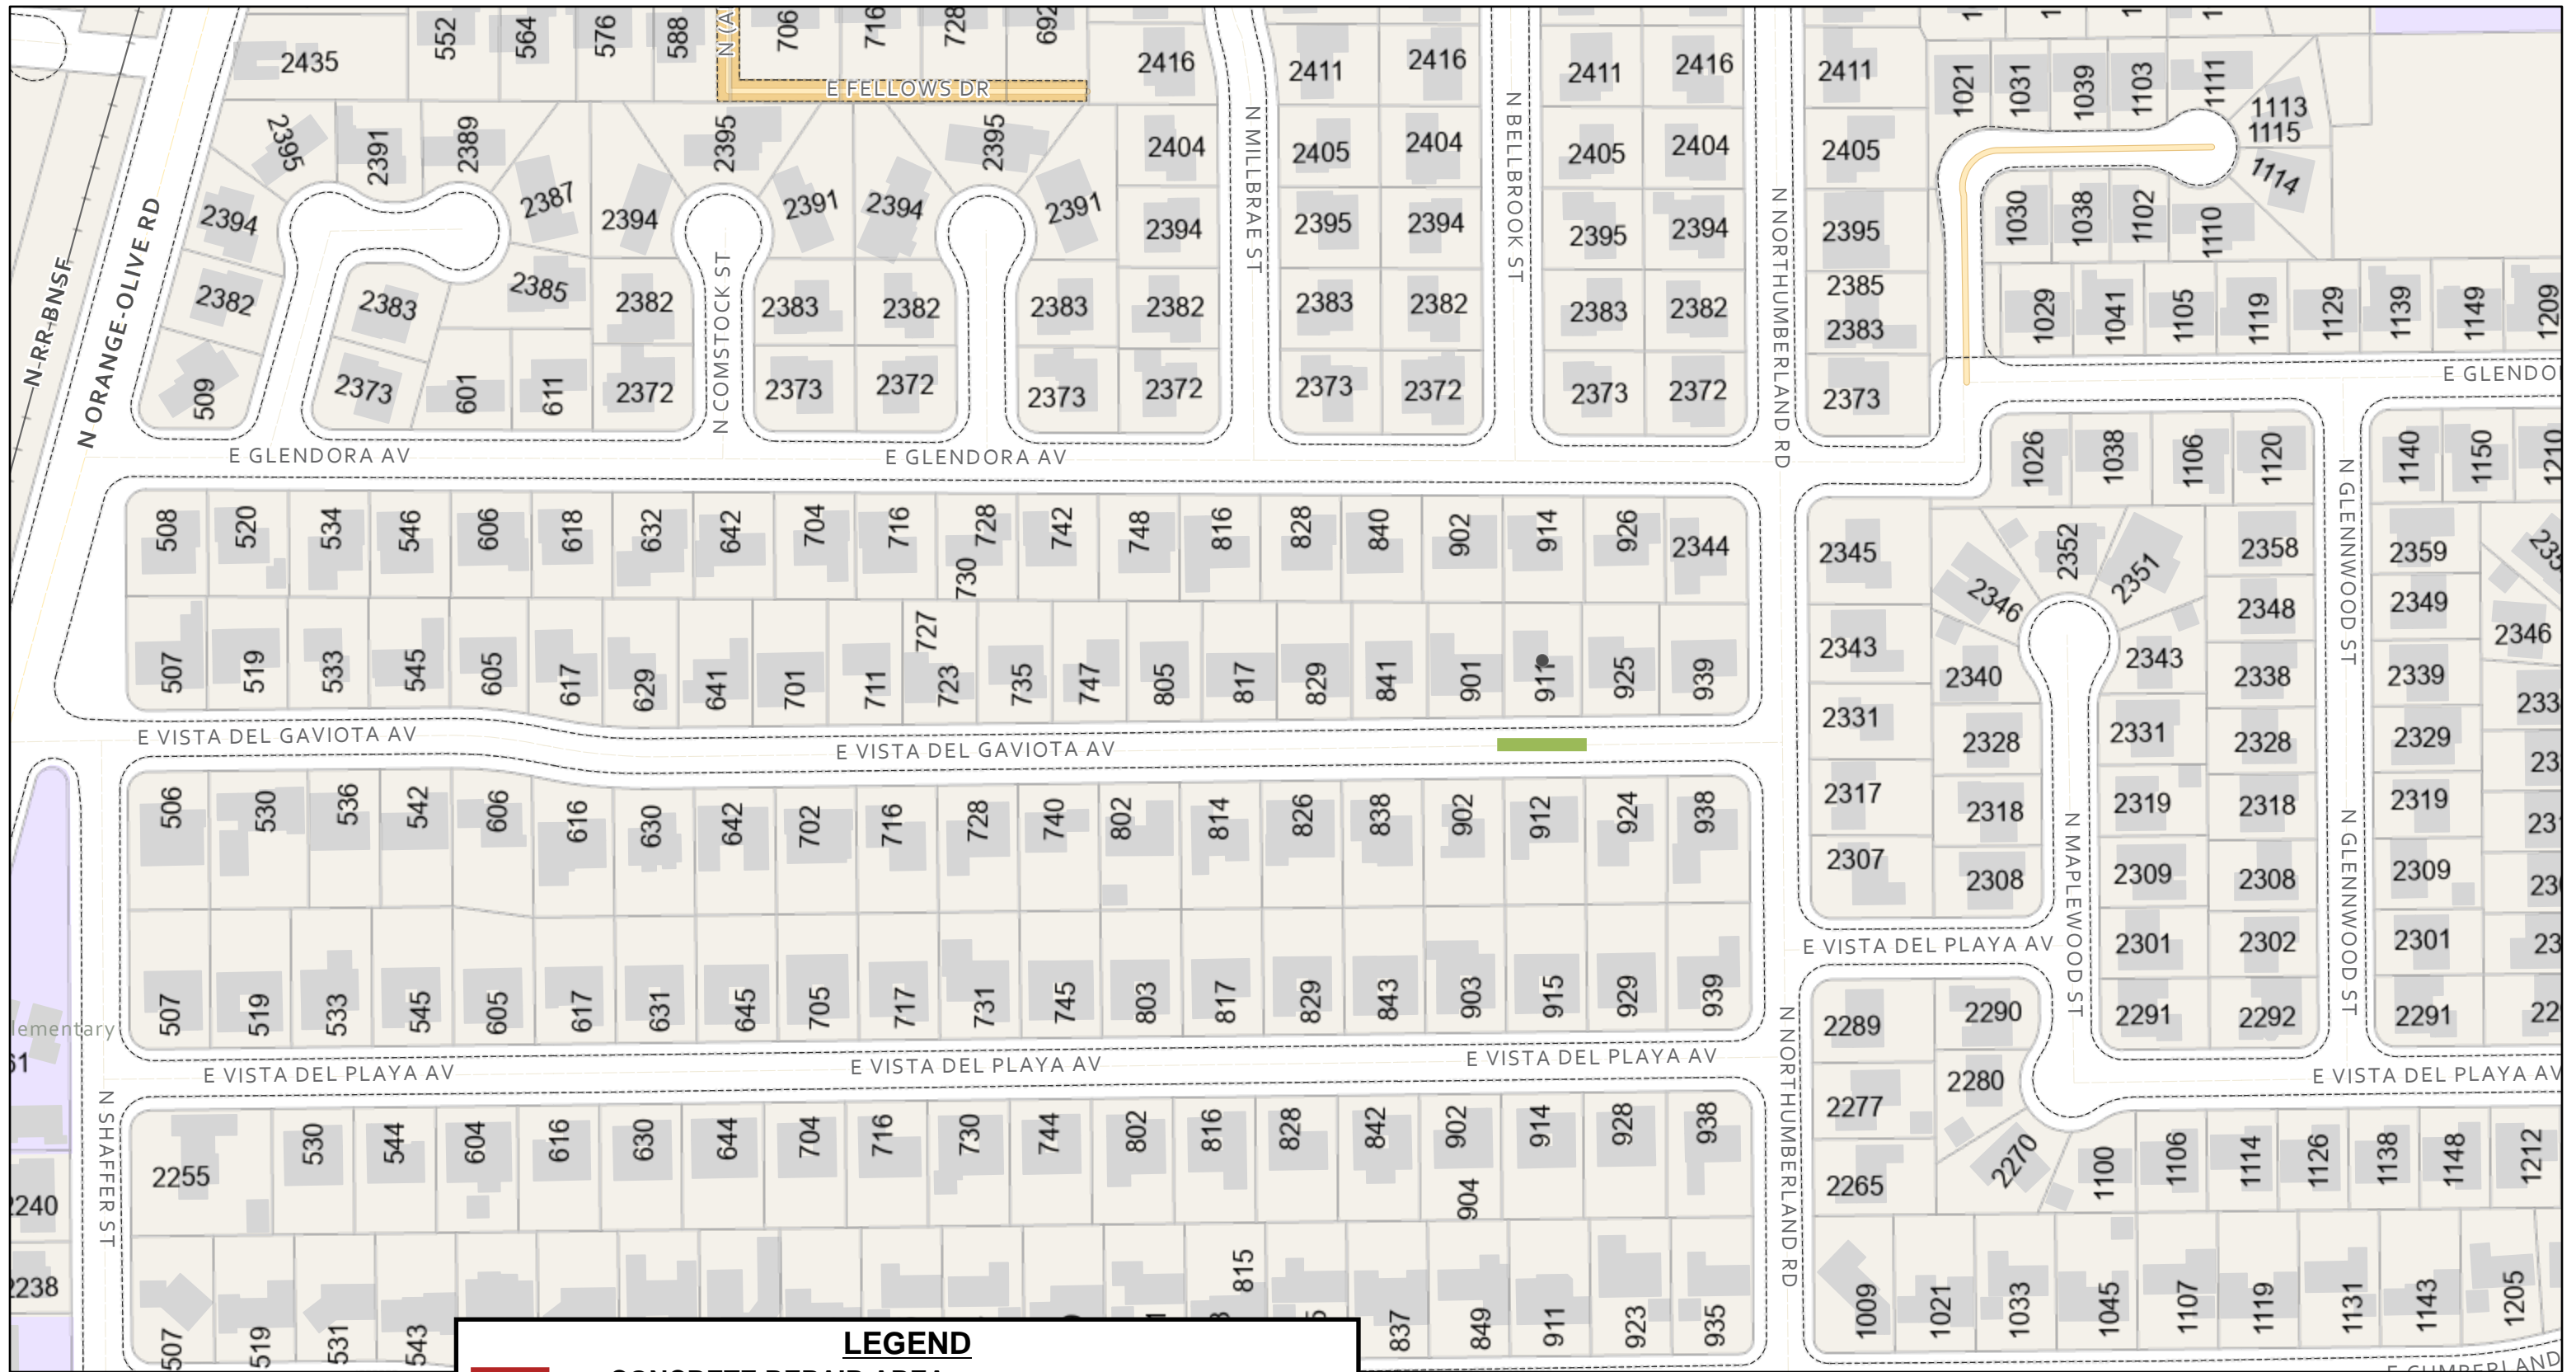 552 564 576 588 N (A 706 716 728 692
2435 2416 2411 2416 2411 2416 2411
1021 1031 1039 1103 1111 1113
1115
1114
E FELLOWS DR
2395 2391 2389 2395 2395 2404 2405 2404 2405 2404 2405
2394 2387 2394 2391 2394 2391 2394 2395 2394 2395 2394 2395
1030 1038 1102 1110
2382 2383 2385 2382 2383 2382 2383 2382 2383 2382 2383 2382 2385
2383
1029 1041 1105 1119 1129 1139 1149 1209
509 2373 601 611 2372 2373 2372 2373 2372 2373 2372 2373 2372 2373
N RR BNSF
N ORANGE-OLIVE RD
N COMSTOCK ST
N MILLBRAE ST
N BELLBROOK ST
N NORTHUMBERLAND RD
E GLENDO
E GLENDORA AV
E GLENDORA AV
1026 1038 1106 1120 1140 1150 1210
N GLENNWOOD ST
508 520 534 546 606 618 632 642 704 716 728 742 748 816 828 840 902 914 926 2344
730
2345 2346 2352 2351 2358 2359
2348 2349 2346
727
507 519 533 545 605 617 629 641 701 711 723 735 747 805 817 829 841 901 911 925 939
2343 2340 2343 2338 2339
2331 2328 2331 2328 2329
E VISTA DEL GAVIOTA AV
E VISTA DEL GAVIOTA AV
506 530 536 542 606 616 630 642 702 716 728 740 802 814 826 838 902 912 924 938
2317 2318 2319 2318 2319
2307 2308 2309 2308 2309
N MAPLEWOOD ST
N GLENNWOOD ST
E VISTA DEL PLAYA AV
2301 2302 2301
507 519 533 545 605 617 631 645 705 717 731 745 803 817 829 843 903 915 929 939
2289 2290 2291 2292 2291
lementary
61
E VISTA DEL PLAYA AV
E VISTA DEL PLAYA AV
E VISTA DEL PLAYA AV
E VISTA DEL PLAYA AV
N SHAFFER ST
N NORTHUMBERLAND RD
2277 2280
2255 530 544 604 616 630 644 704 716 730 744 802 816 828 842 902 914 928 938
904
2265 2270 1100 1106 1114 1126 1138 1148 1212
2240
2238
507 519 531 543 815 837 849 911 923 935
1009 1021 1033 1045 1107 1119 1131 1143 1205
E CUMBERLAND
LEGEND
CONCRETE REPAIR AREA